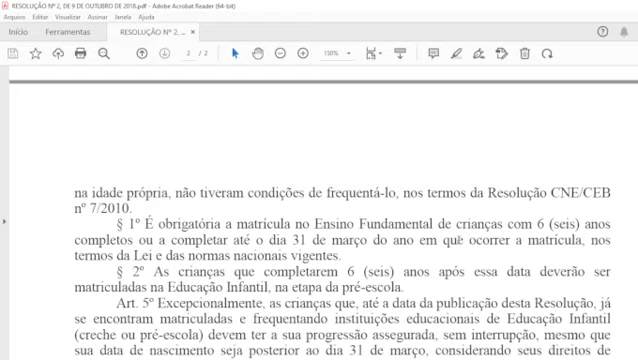 RESOLUÇÃO Nº 2, DE 9 DE OUTUBRO DE 2018.pdf - Adobe Acrobat Reader (64-bit)
Arquivo Editar Visualizar Assinar Janela Ajuda
Início Ferramentas RESOLUÇÃO Nº 2, ... ×
2 / 2 150%
na idade própria, não tiveram condições de frequentá-lo, nos termos da Resolução CNE/CEB
nº 7/2010.
§ 1º É obrigatória a matrícula no Ensino Fundamental de crianças com 6 (seis) anos
completos ou a completar até o dia 31 de março do ano em que ocorrer a matrícula, nos
termos da Lei e das normas nacionais vigentes.
§ 2º As crianças que completarem 6 (seis) anos após essa data deverão ser
matriculadas na Educação Infantil, na etapa da pré-escola.
Art. 5º Excepcionalmente, as crianças que, até a data da publicação desta Resolução, já
se encontram matriculadas e frequentando instituições educacionais de Educação Infantil
(creche ou pré-escola) devem ter a sua progressão assegurada, sem interrupção, mesmo que
sua data de nascimento seja posterior ao dia 31 de março, considerando seus direitos de